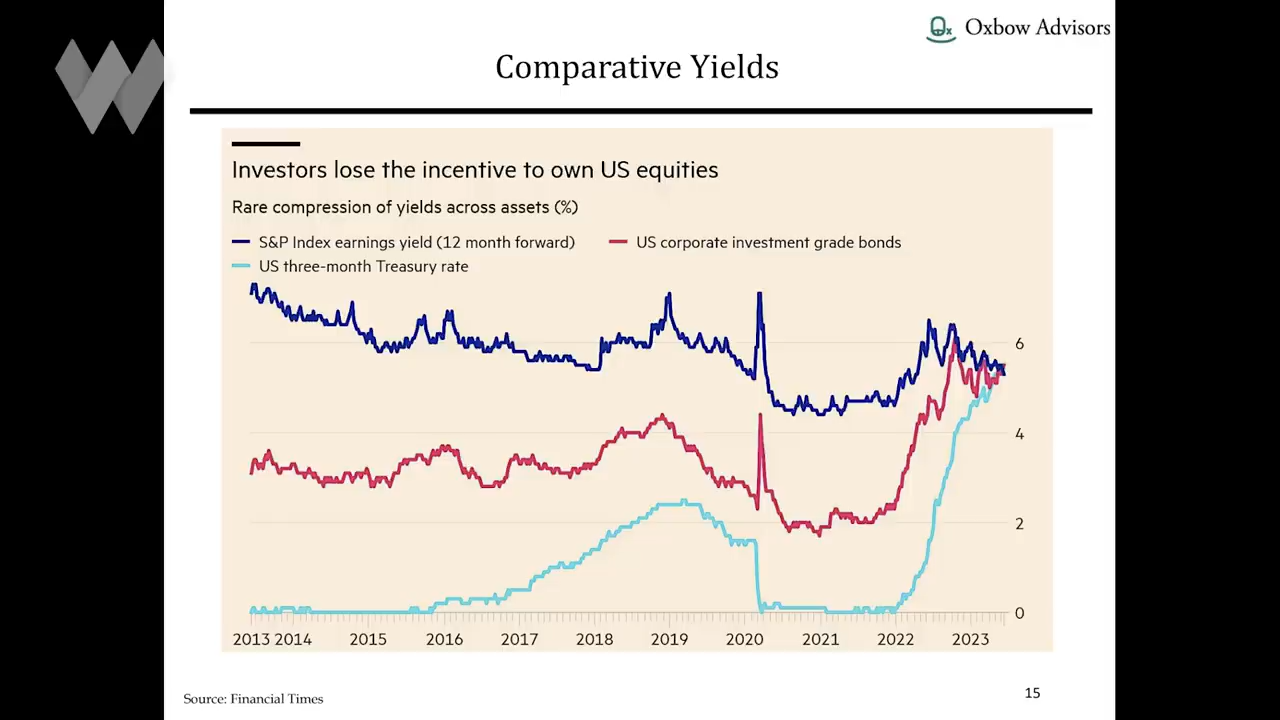 Oxbow Advisors
Comparative Yields
Investors lose the incentive to own US equities
Rare compression of yields across assets (%)
S&P Index earnings yield (12 month forward) US corporate investment grade bonds
US three-month Treasury rate
6
4
2
0
2013 2014 2015 2016 2017 2018 2019 2020 2021 2022 2023
Source: Financial Times
15